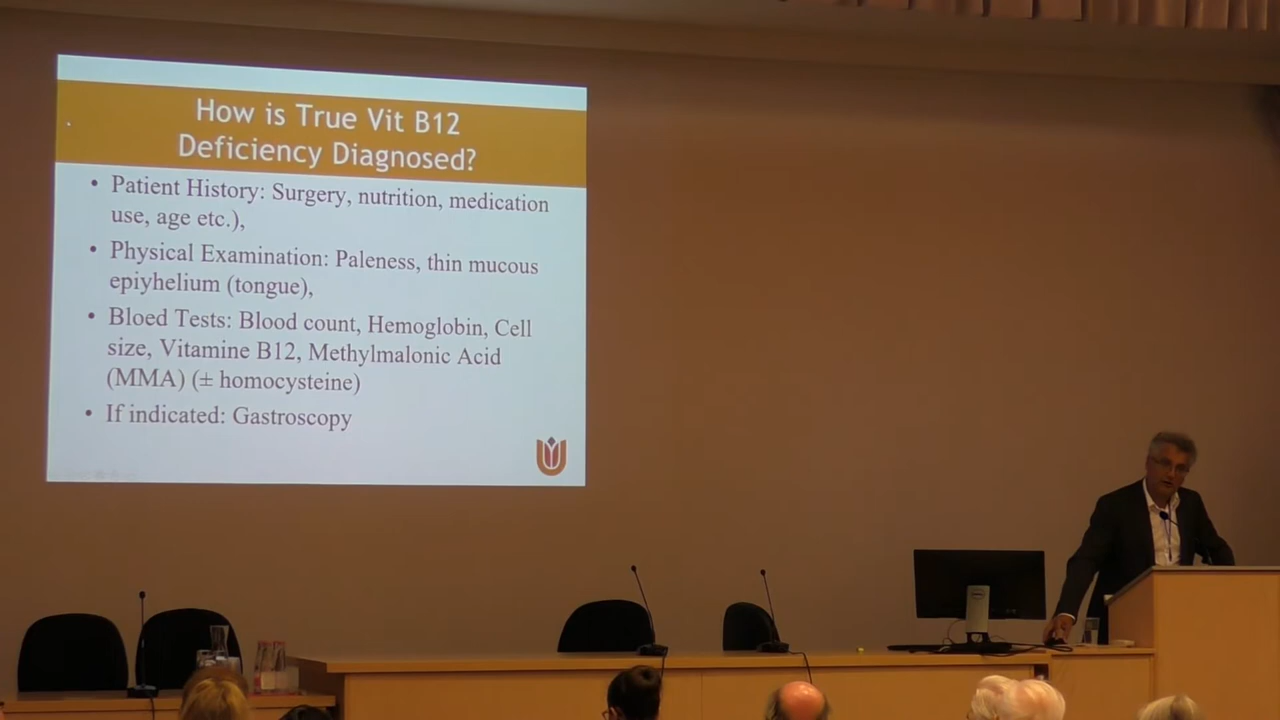 How is True Vit B12
Deficiency Diagnosed?
• Patient History: Surgery, nutrition, medication
use, age etc.),
• Physical Examination: Paleness, thin mucous
epiyhelium (tongue),
• Bloed Tests: Blood count, Hemoglobin, Cell
size, Vitamine B12, Methylmalonic Acid
(MMA) (± homocysteine)
• If indicated: Gastroscopy